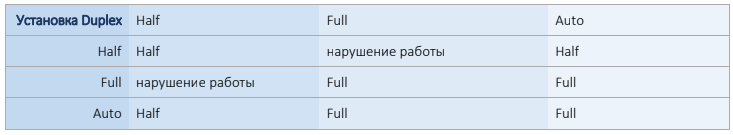 Установка Duplex Half Full Auto
Half Half нарушение работы Half
Full нарушение работы Full Full
Auto Half Full Full